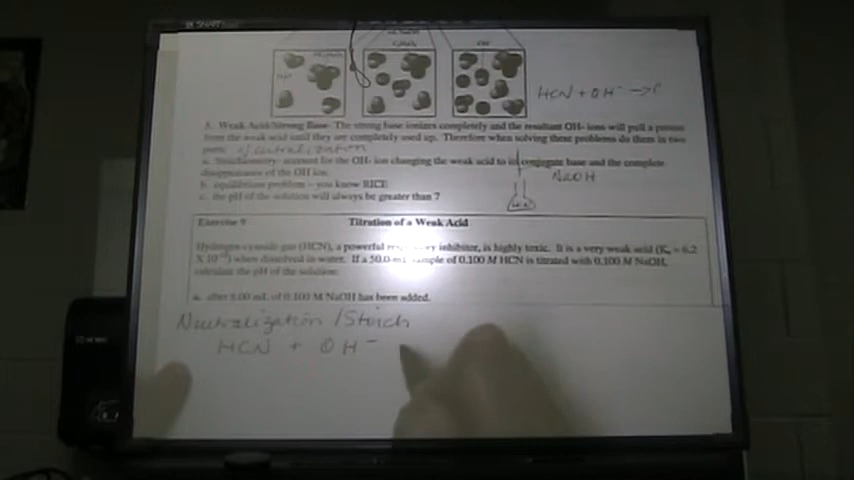 SMART
HC₂H₃O₂
C₂H₃O₂
OH⁻
H₂O
HCN + OH⁻ → P
3. Weak Acid/Strong Base- The strong base ionizes completely and the resultant OH- ions will pull a proton
from the weak acid until they are completely used up. Therefore when solving these problems do them in two
parts: neutralization
a. Stoichiometry- account for the OH- ion changing the weak acid to its conjugate base and the complete
disappearance of the OH ion.
NaOH
b. equilibrium problem – you know RICE
c. the pH of the solution will always be greater than 7
Exercise 9 Titration of a Weak Acid
Hydrogen cyanide gas (HCN), a powerful inhibitor, is highly toxic. It is a very weak acid (Kₐ = 6.2
X 10⁻¹⁰) when dissolved in water. If a 50.0-mL sample of 0.100 M HCN is titrated with 0.100 M NaOH,
calculate the pH of the solution:
a. after 8.00 mL of 0.100 M NaOH has been added.
Neutralization /Stoich
HCN + OH⁻